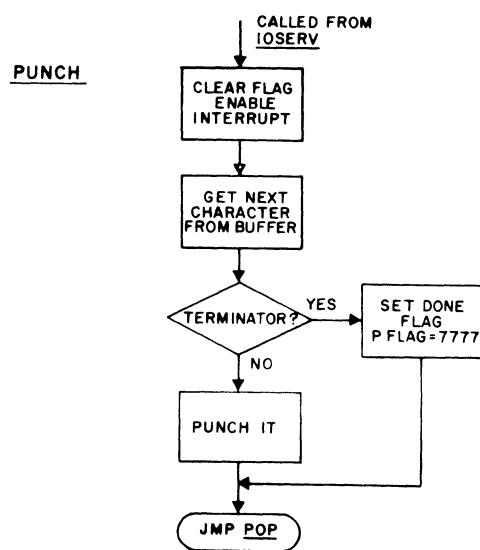 CALLED FROM
IOSERV
PUNCH
CLEAR FLAG
ENABLE
INTERRUPT
GET NEXT
CHARACTER
FROM BUFFER
TERMINATOR?
YES
SET DONE
FLAG
P FLAG=7777
NO
PUNCH IT
JMP POP